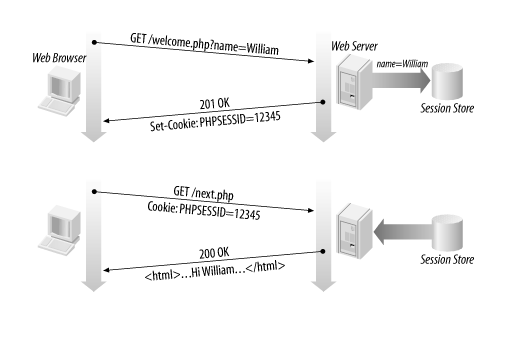 GET /welcome.php?name=William
Web Browser
Web Server
name=William
Session Store
201 OK
Set-Cookie: PHPSESSID=12345
GET /next.php
Cookie: PHPSESSID=12345
Session Store
200 OK
<html>...Hi William...</html>